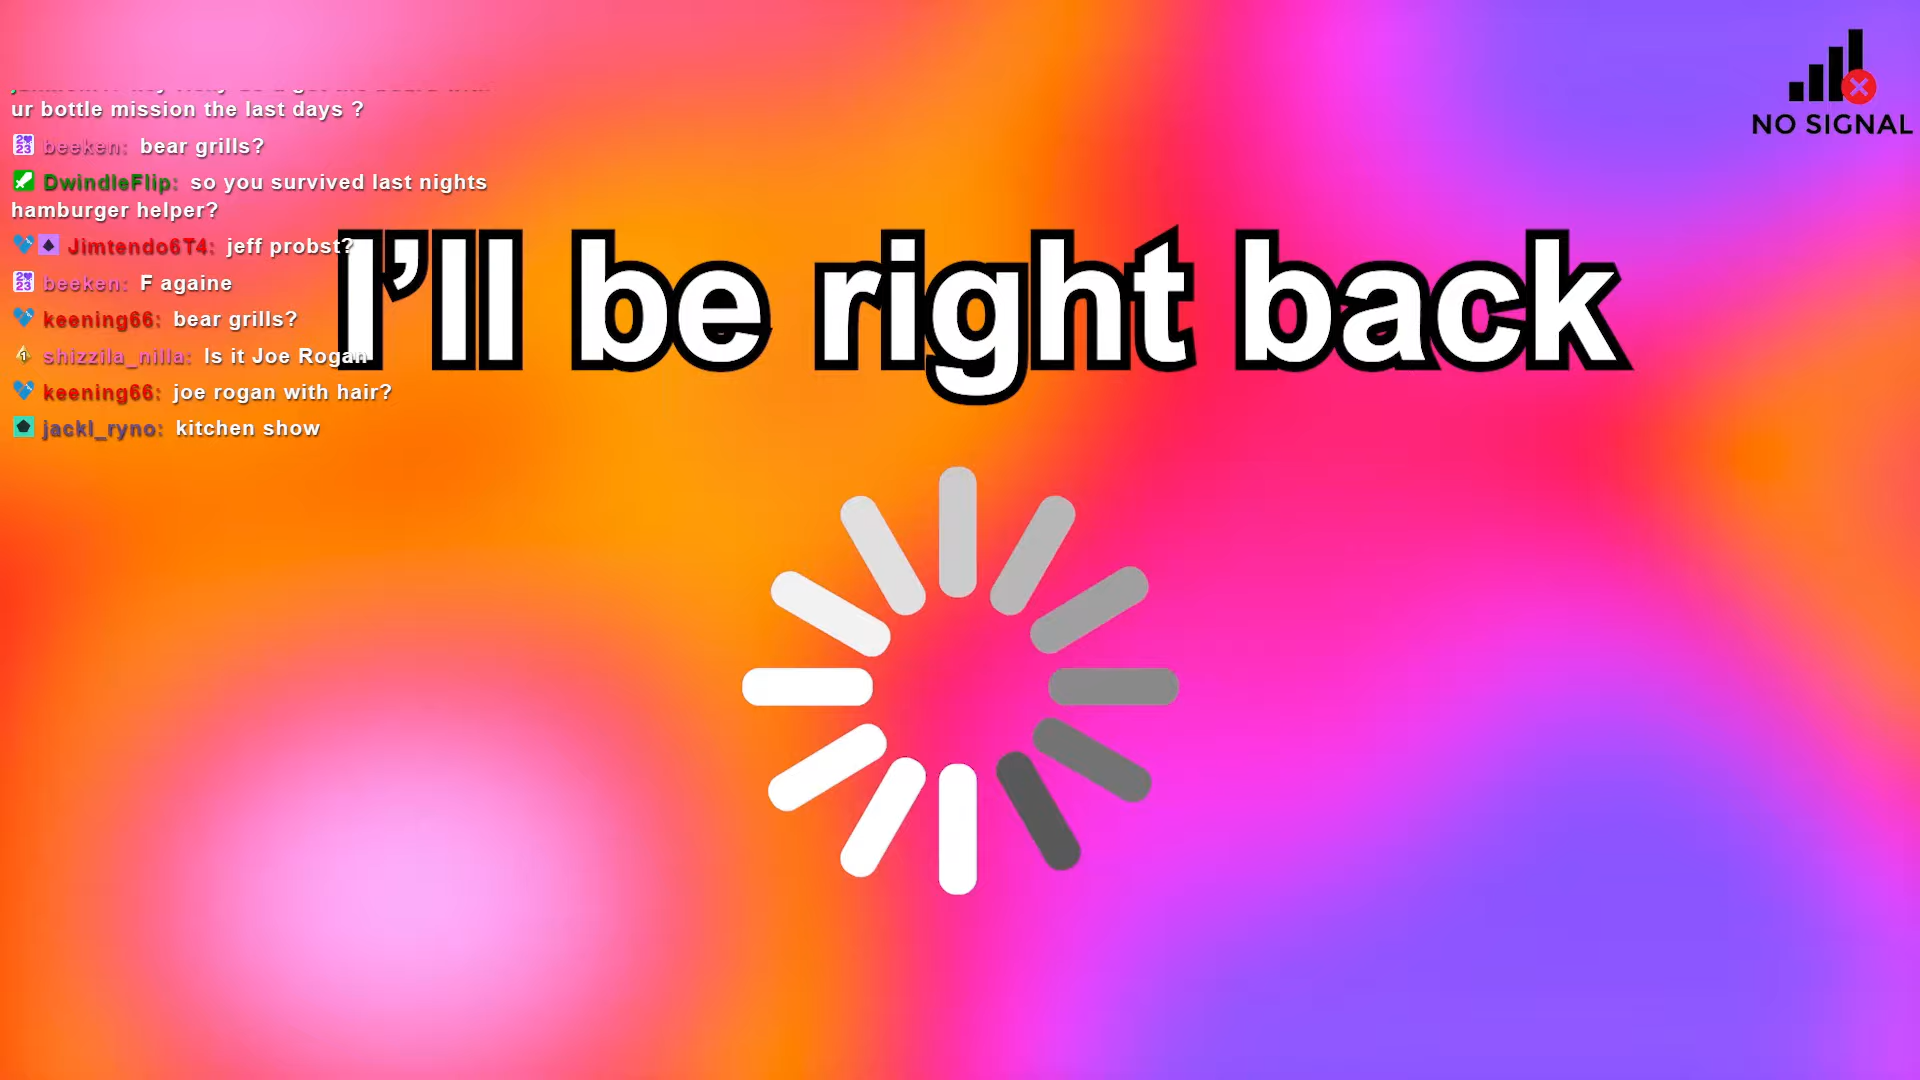 ur bottle mission the last days ?
beeken: bear grills?
DwindleFlip: so you survived last nights
hamburger helper?
Jimtendo6T4: jeff probst?
beeken: F againe
keening66: bear grills?
shizzila_nilla: Is it Joe Rogan
keening66: joe rogan with hair?
jackl_ryno: kitchen show
I'll be right back
NO SIGNAL